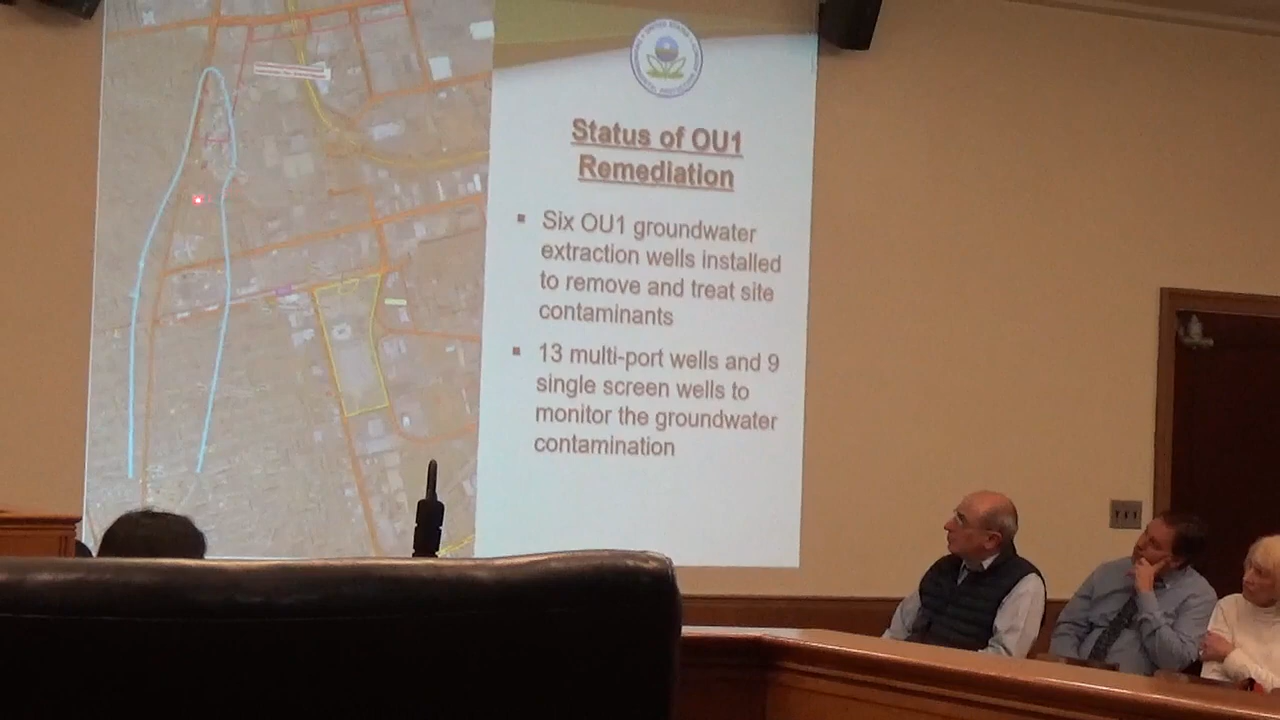 Status of OU1
Remediation
▪ Six OU1 groundwater
extraction wells installed
to remove and treat site
contaminants
▪ 13 multi-port wells and 9
single screen wells to
monitor the groundwater
contamination